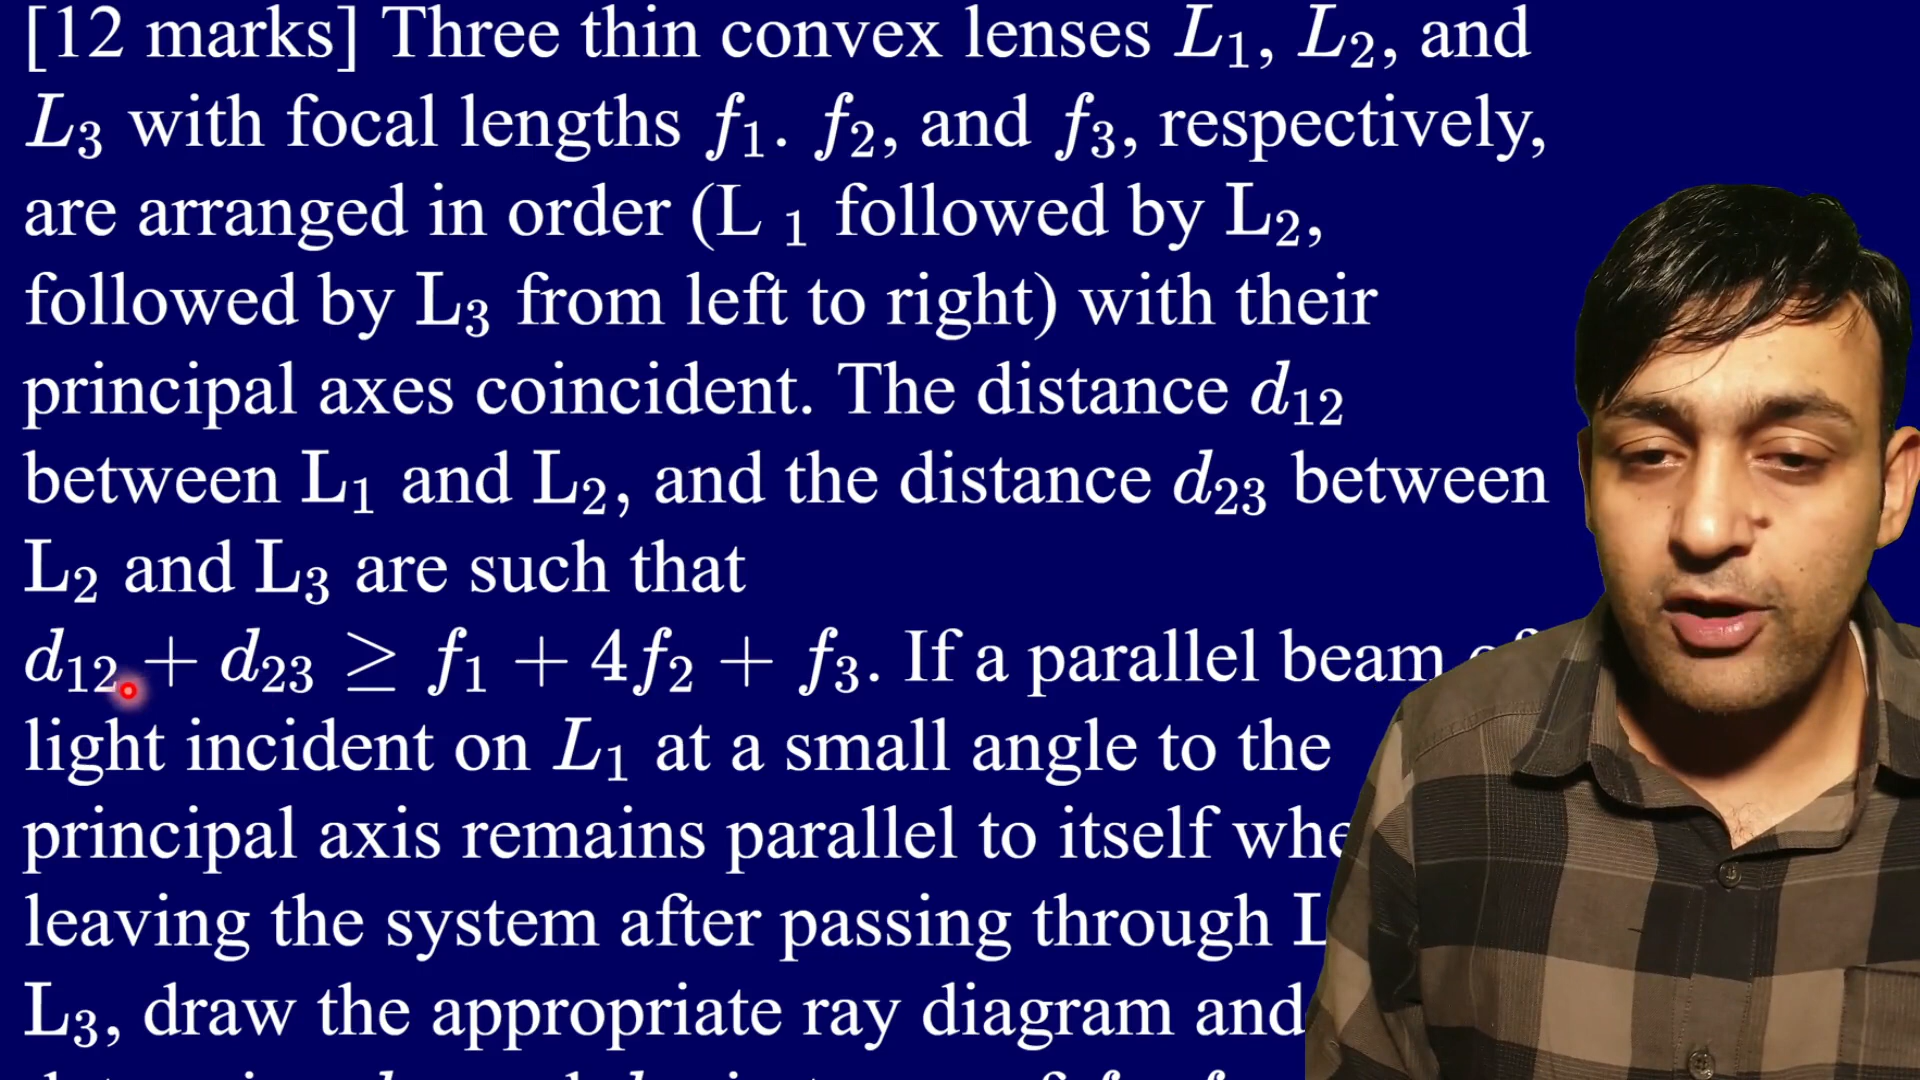 [12 marks] Three thin convex lenses L₁, L₂, and
L₃ with focal lengths f₁. f₂, and f₃, respectively,
are arranged in order (L ₁ followed by L₂,
followed by L₃ from left to right) with their
principal axes coincident. The distance d₁₂
between L₁ and L₂, and the distance d₂₃ between
L₂ and L₃ are such that
d₁₂ + d₂₃ ≥ f₁ + 4f₂ + f₃. If a parallel beam
light incident on L₁ at a small angle to the
principal axis remains parallel to itself
leaving the system after passing through
L₃, draw the appropriate ray diagram and